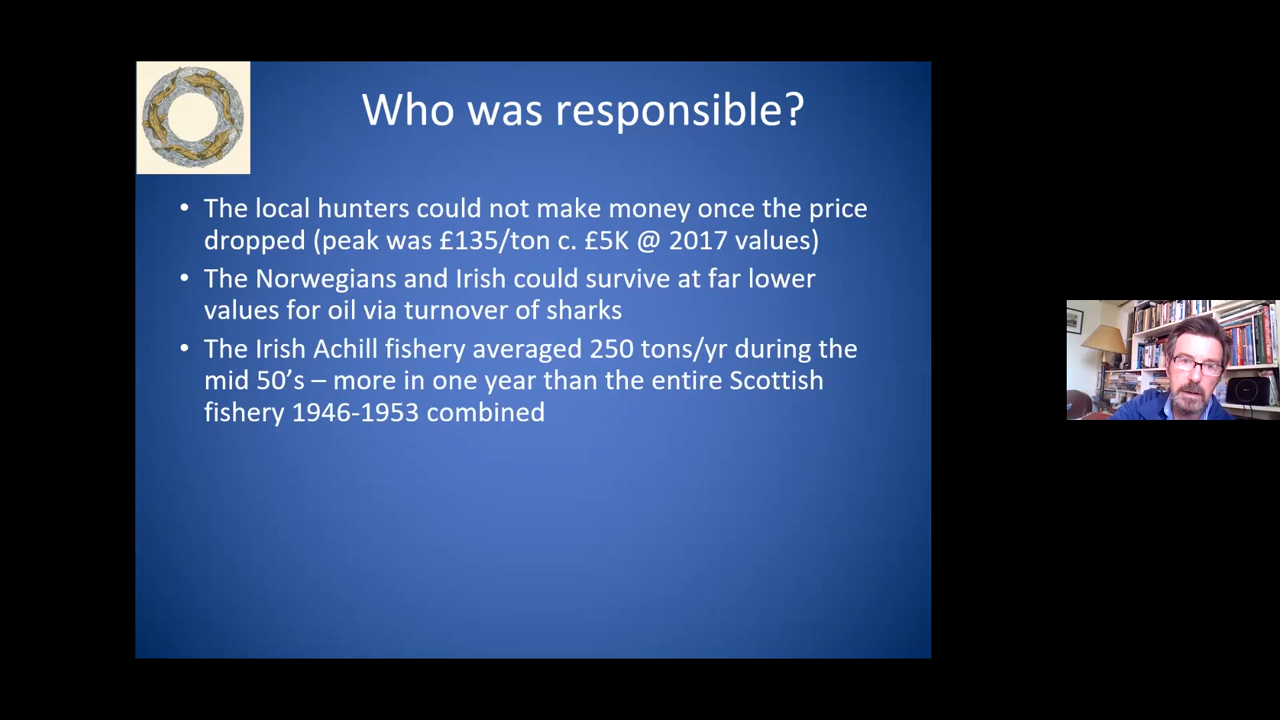 Who was responsible?
• The local hunters could not make money once the price
dropped (peak was £135/ton c. £5K @ 2017 values)
• The Norwegians and Irish could survive at far lower
values for oil via turnover of sharks
• The Irish Achill fishery averaged 250 tons/yr during the
mid 50’s – more in one year than the entire Scottish
fishery 1946-1953 combined